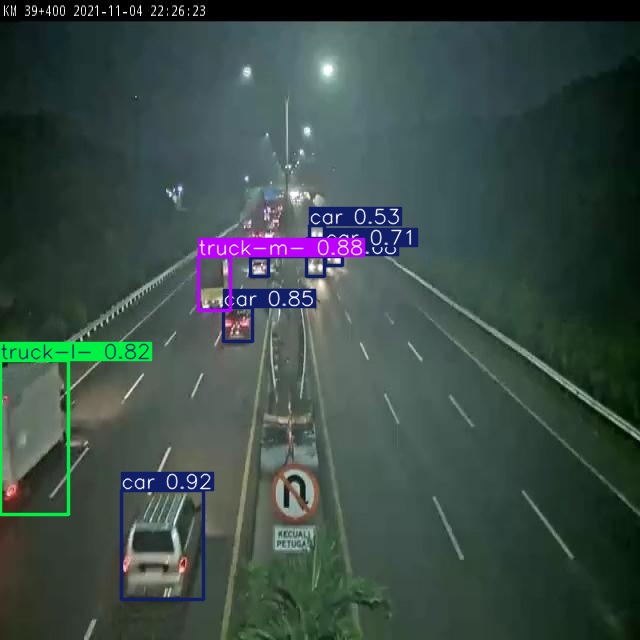 KM 39+400 2021-11-04 22:26:23
car 0.53
car 0.71
truck-m- 0.88
car 0.85
truck-l- 0.82
car 0.92
KECUALI
PETUGAS